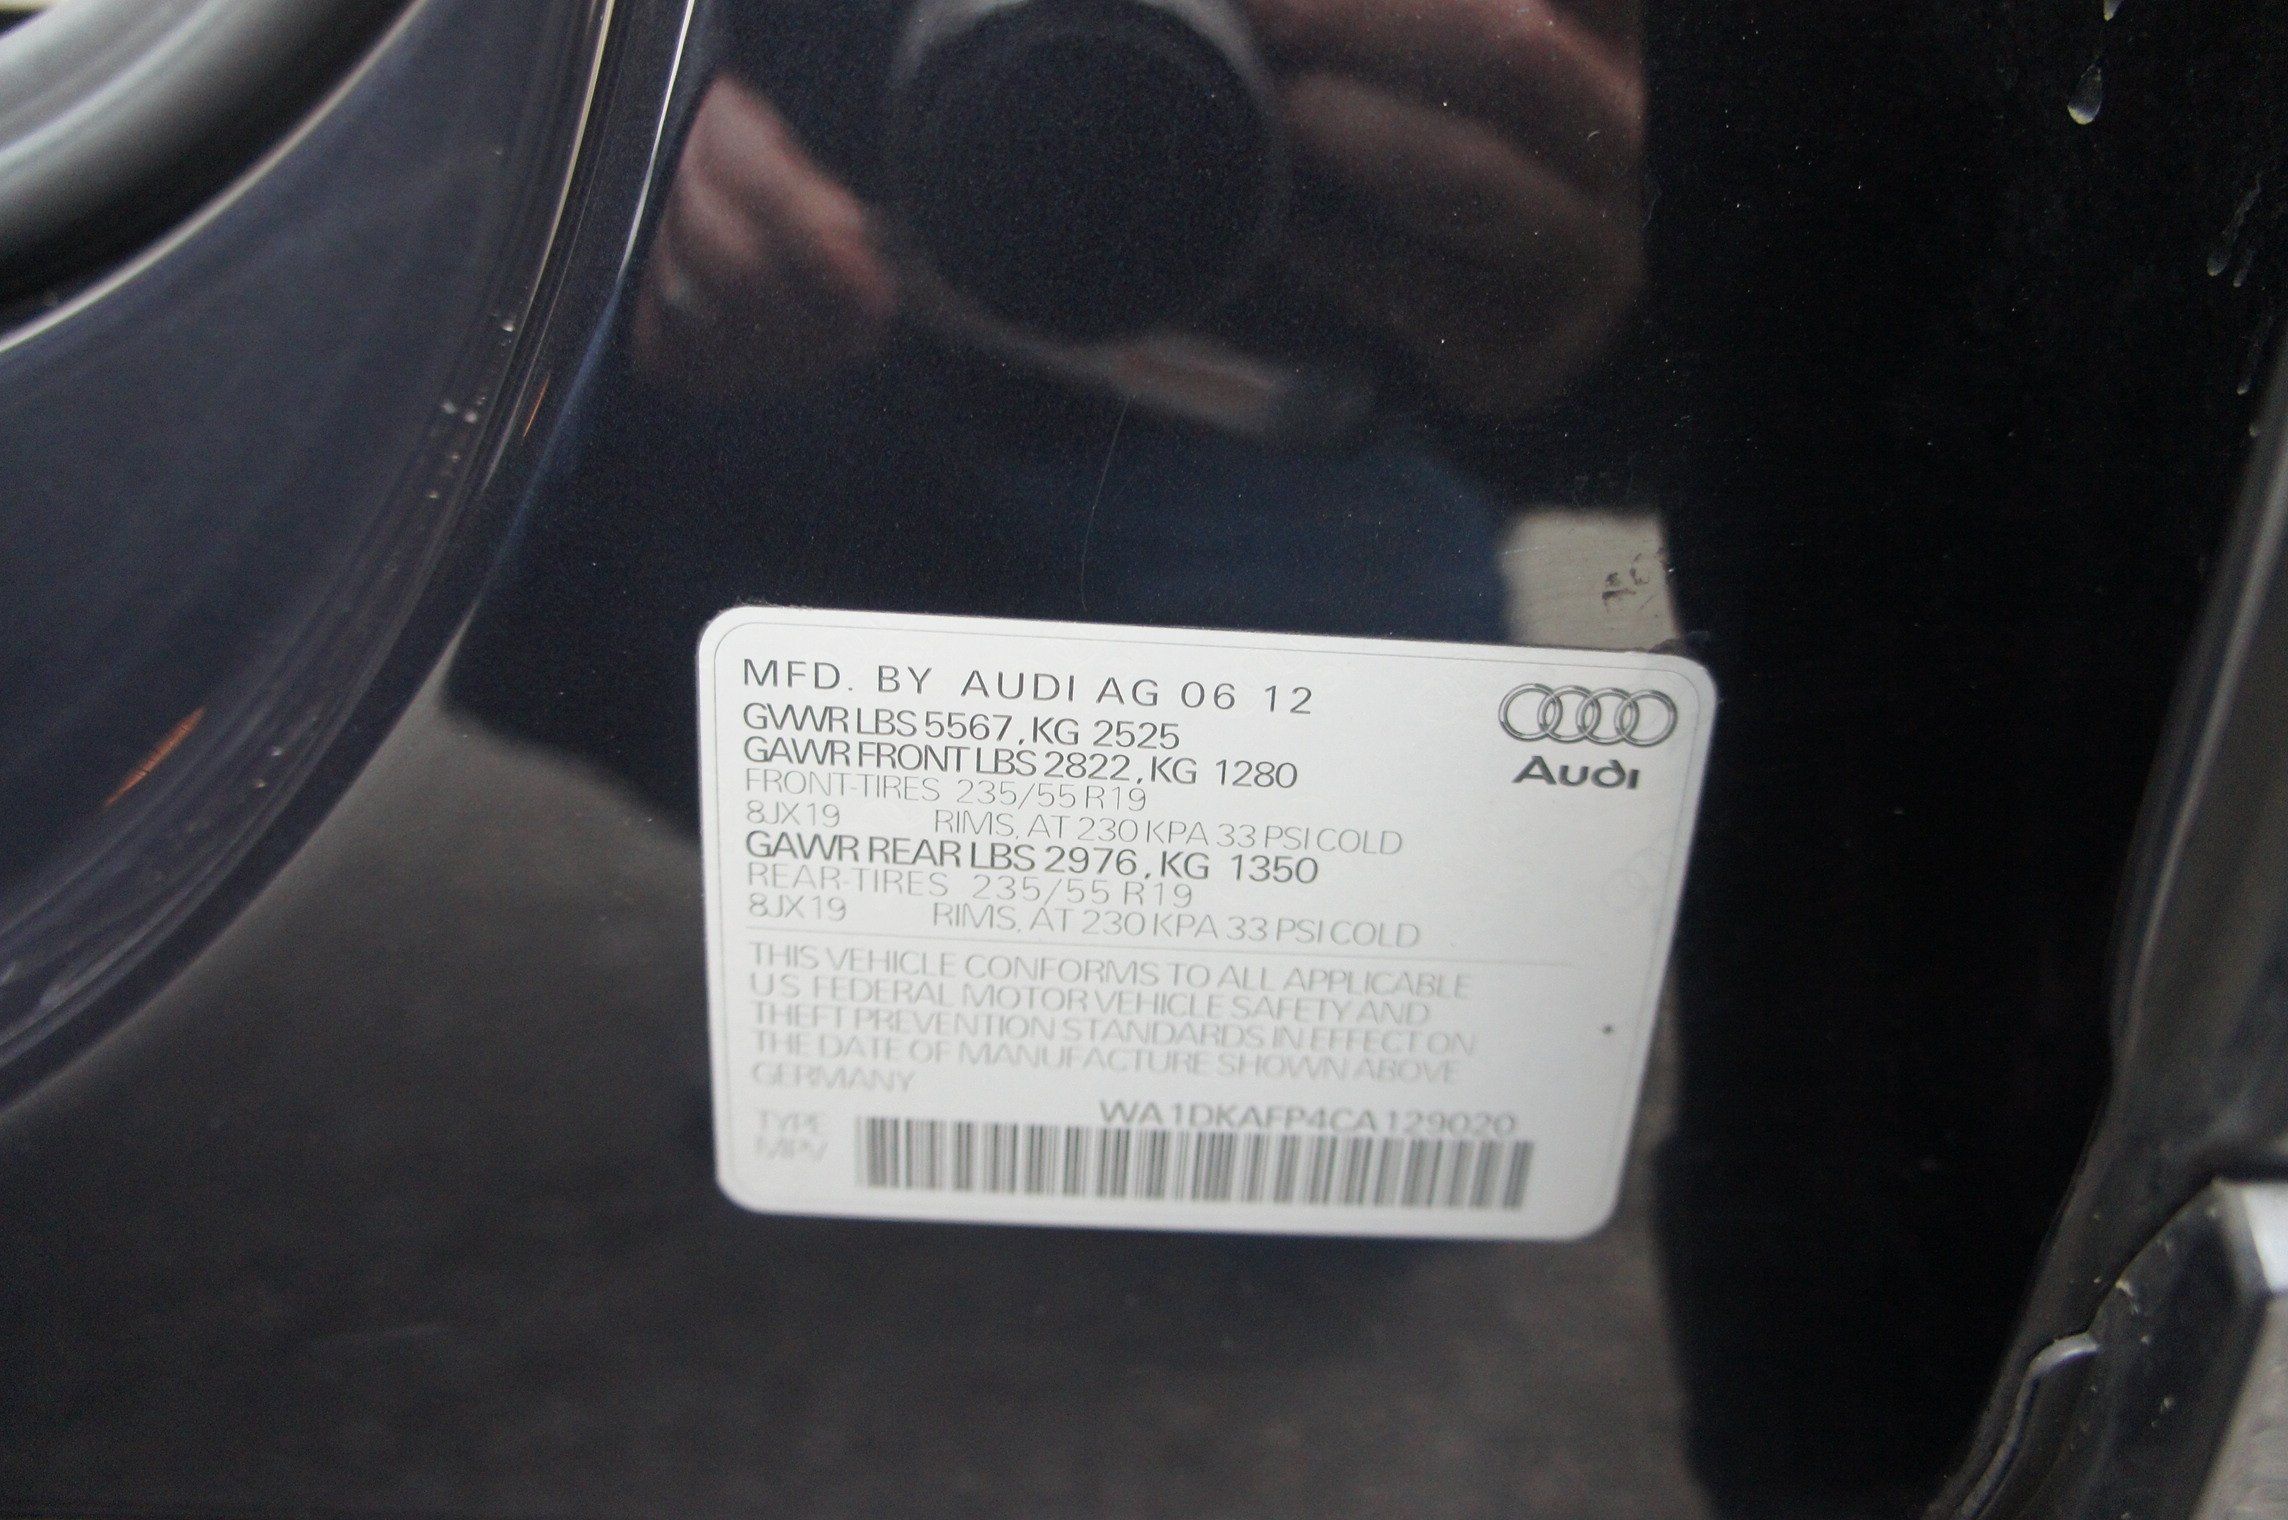 MFD. BY AUDI AG 06 12
GVWR LBS 5567, KG 2525
GAWR FRONT LBS 2822, KG 1280
FRONT-TIRES 235/55 R19
8JX19 RIMS, AT 230 KPA 33 PSI COLD
GAWR REAR LBS 2976, KG 1350
REAR-TIRES 235/55 R19
8JX19 RIMS, AT 230 KPA 33 PSI COLD
Audi
THIS VEHICLE CONFORMS TO ALL APPLICABLE
US FEDERAL MOTOR VEHICLE SAFETY AND
THEFT PREVENTION STANDARDS IN EFFECT ON
THE DATE OF MANUFACTURE SHOWN ABOVE
GERMANY
WA1DKAFP4CA129020
TYPE
MPV